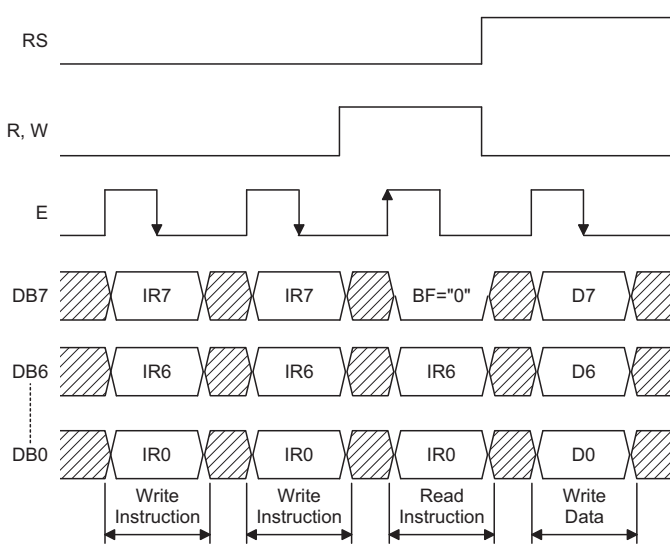 RS
R, W
E
DB7 IR7 IR7 BF="0" D7
DB6 IR6 IR6 IR6 D6
DB0 IR0 IR0 IR0 D0
Write Write Read Write
Instruction Instruction Instruction Data